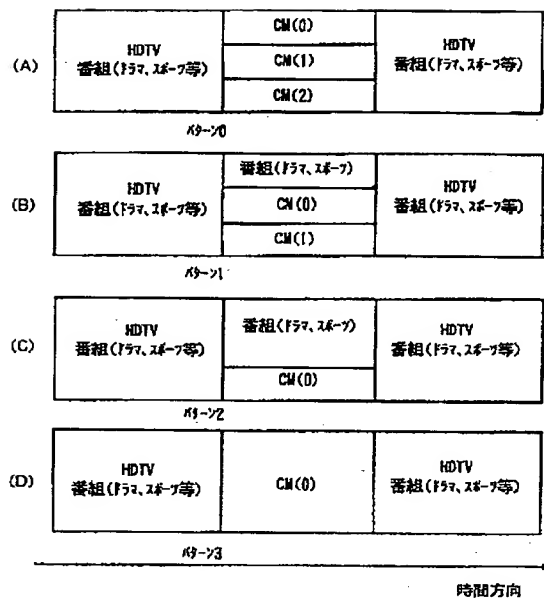 (A)
HDTV
番組(ドラマ、スポーツ等)
CM(0)
CM(1)
CM(2)
HDTV
番組(ドラマ、スポーツ等)
パターン0
(B)
HDTV
番組(ドラマ、スポーツ等)
番組(ドラマ、スポーツ)
CM(0)
CM(1)
HDTV
番組(ドラマ、スポーツ等)
パターン1
(C)
HDTV
番組(ドラマ、スポーツ等)
番組(ドラマ、スポーツ)
CM(0)
HDTV
番組(ドラマ、スポーツ等)
パターン2
(D)
HDTV
番組(ドラマ、スポーツ等)
CM(0)
HDTV
番組(ドラマ、スポーツ等)
パターン3
時間方向